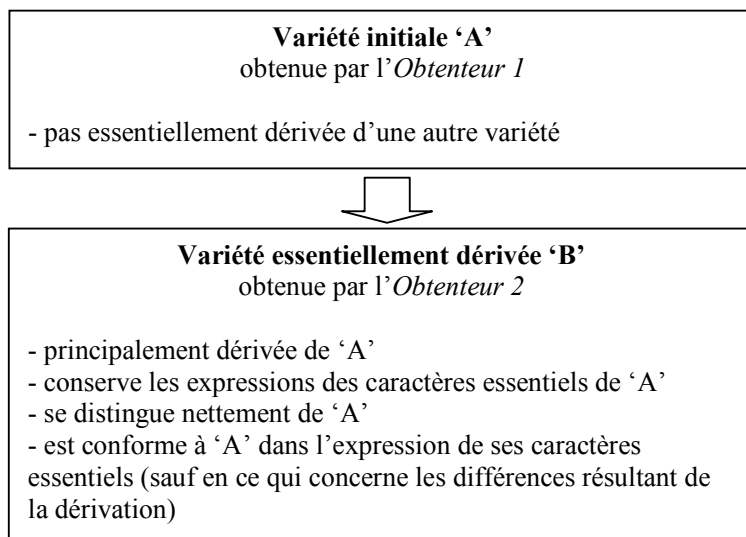 Variété initiale ‘A’
obtenue par l’Obtenteur 1
- pas essentiellement dérivée d’une autre variété
Variété essentiellement dérivée ‘B’
obtenue par l’Obtenteur 2
- principalement dérivée de ‘A’
- conserve les expressions des caractères essentiels de ‘A’
- se distingue nettement de ‘A’
- est conforme à ‘A’ dans l’expression de ses caractères
essentiels (sauf en ce qui concerne les différences résultant de
la dérivation)